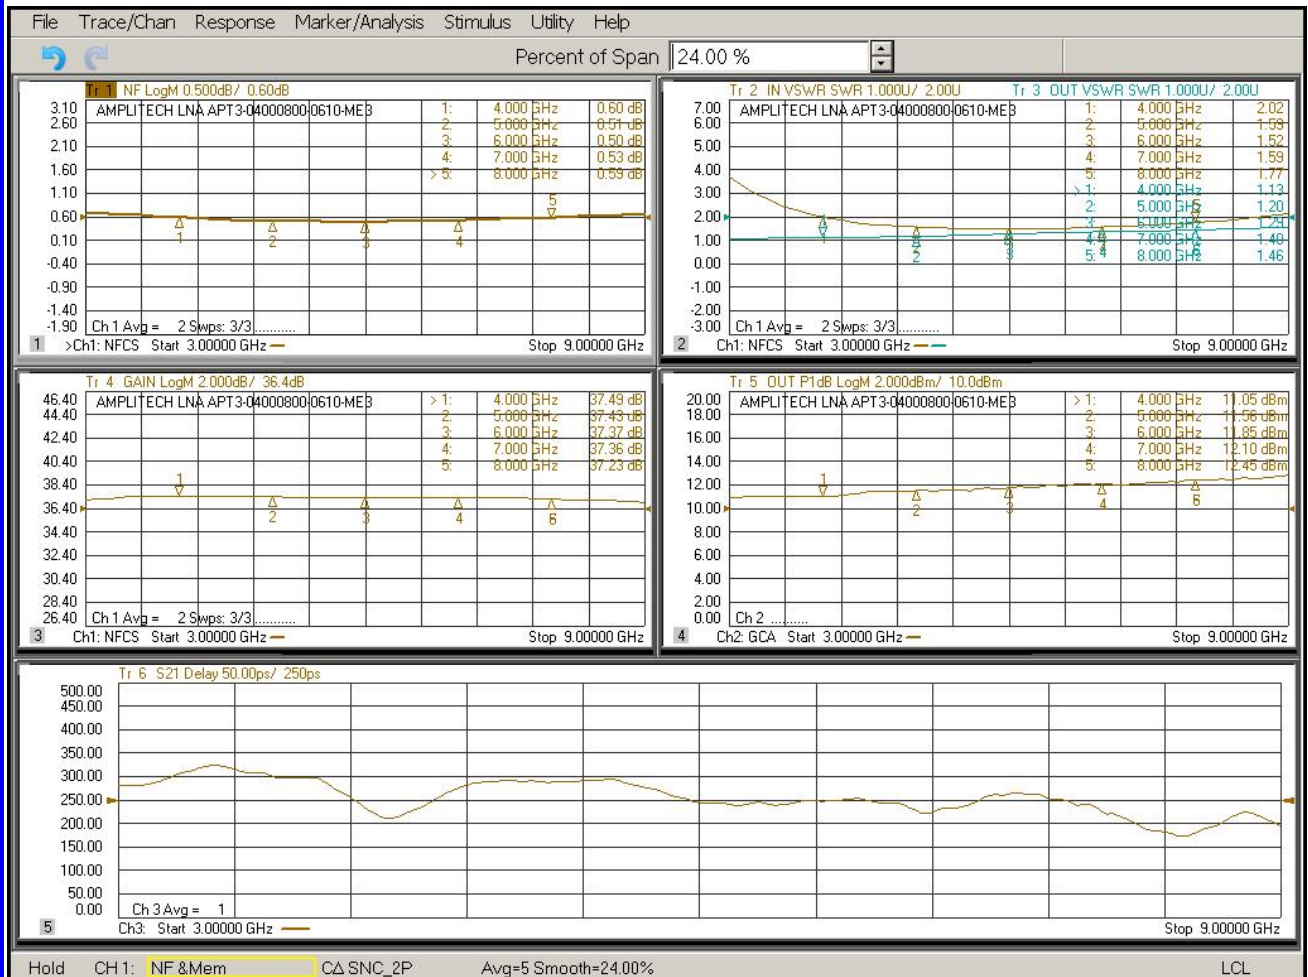 File Trace/Chan Response Marker/Analysis Stimulus Utility Help
Percent of Span 24.00 %
Tr 1 NF LogM 0.500dB/ 0.60dB
AMPLITECH LNA APT3-04000800-0610-ME3
3.10
2.60
2.10
1.60
1.10
0.60
0.10
-0.40
-0.90
-1.40
-1.90
1: 4.000 GHz 0.60 dB
2: 5.000 GHz 0.51 dB
3: 6.000 GHz 0.50 dB
4: 7.000 GHz 0.53 dB
> 5: 8.000 GHz 0.59 dB
1 2 3 4 5
Ch 1 Avg = 2 Swps: 3/3..........
1 >Ch1: NFCS Start 3.00000 GHz Stop 9.00000 GHz
Tr 2 IN VSWR SWR 1.000U/ 2.00U Tr 3 OUT VSWR SWR 1.000U/ 2.00U
AMPLITECH LNA APT3-04000800-0610-ME3
7.00
6.00
5.00
4.00
3.00
2.00
1.00
0.00
-1.00
-2.00
-3.00
1: 4.000 GHz 2.02
2: 5.000 GHz 1.59
3: 6.000 GHz 1.52
4: 7.000 GHz 1.59
5: 8.000 GHz 1.77
> 1: 4.000 GHz 1.13
2: 5.000 GHz 1.20
3: 6.000 GHz 1.29
4: 7.000 GHz 1.40
5: 8.000 GHz 1.46
Ch 1 Avg = 2 Swps: 3/3..........
2 Ch1: NFCS Start 3.00000 GHz Stop 9.00000 GHz
Tr 4 GAIN LogM 2.000dB/ 36.4dB
AMPLITECH LNA APT3-04000800-0610-ME3
46.40
44.40
42.40
40.40
38.40
36.40
34.40
32.40
30.40
28.40
26.40
> 1: 4.000 GHz 37.49 dB
2: 5.000 GHz 37.43 dB
3: 6.000 GHz 37.37 dB
4: 7.000 GHz 37.36 dB
5: 8.000 GHz 37.23 dB
1 2 3 4
Ch 1 Avg = 2 Swps: 3/3..........
3 Ch1: NFCS Start 3.00000 GHz Stop 9.00000 GHz
Tr 5 OUT P1dB LogM 2.000dBm/ 10.0dBm
AMPLITECH LNA APT3-04000800-0610-ME3
20.00
18.00
16.00
14.00
12.00
10.00
8.00
6.00
4.00
2.00
0.00
> 1: 4.000 GHz 11.05 dBm
2: 5.000 GHz 11.56 dBm
3: 6.000 GHz 11.85 dBm
4: 7.000 GHz 12.10 dBm
5: 8.000 GHz 12.45 dBm
1 2 3 4
Ch 2 .........
4 Ch2: GCA Start 3.00000 GHz Stop 9.00000 GHz
Tr 6 S21 Delay 50.00ps/ 250ps
500.00
450.00
400.00
350.00
300.00
250.00
200.00
150.00
100.00
50.00
0.00
Ch 3 Avg = 1
5 Ch3: Start 3.00000 GHz Stop 9.00000 GHz
Hold CH 1: NF &Mem CΔ SNC_2P Avg=5 Smooth=24.00% LCL